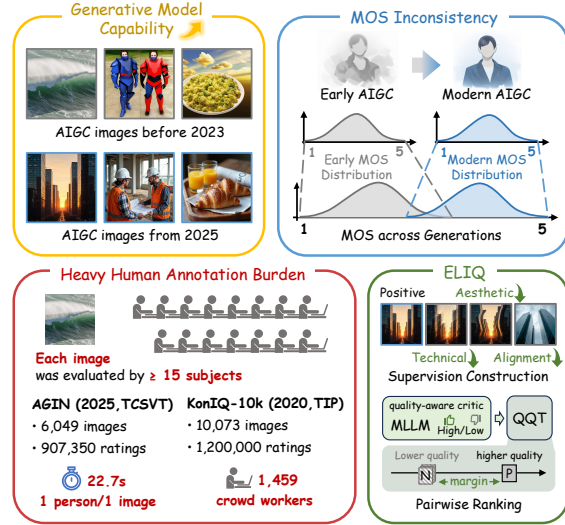 Generative Model
Capability
AIGC images before 2023
AIGC images from 2025
MOS Inconsistency
Early AIGC
Modern AIGC
1
5
1
5
Early MOS
Distribution
Modern MOS
Distribution
1
5
MOS across Generations
Heavy Human Annotation Burden
Each image
was evaluated by ≥ 15 subjects
AGIN (2025,TCSVT)
• 6,049 images
• 907,350 ratings
22.7s
1 person/1 image
KonIQ-10k (2020,TIP)
• 10,073 images
• 1,200,000 ratings
1,459
crowd workers
ELIQ
Positive
Aesthetic
Technical
Alignment
Supervision Construction
quality-aware critic
MLLM
High/Low
QQT
Lower quality
higher quality
N
margin
P
Pairwise Ranking